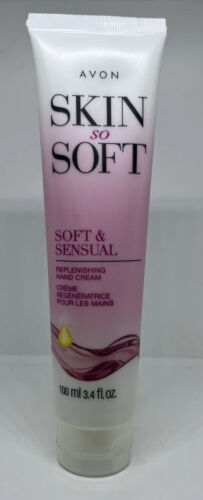 AVON
SKIN
so
SOFT
SOFT &
SENSUAL
REPLENISHING
HAND CREAM
CRÈME
RÉGÉNÉRATRICE
POUR LES MAINS
100 ml 3.4 fl. oz.